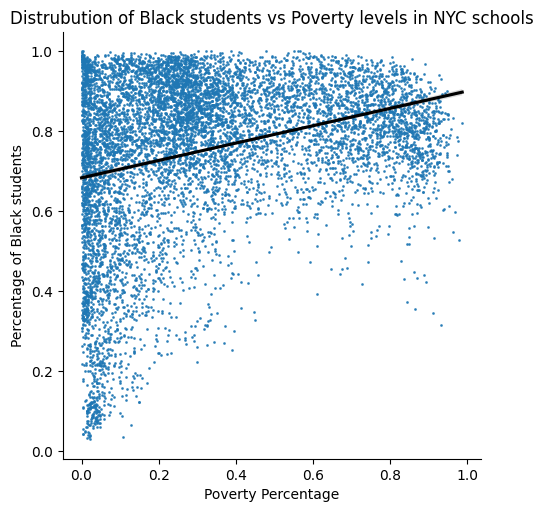 Distrubution of Black students vs Poverty levels in NYC schools
1.0
0.8
0.6
0.4
0.2
0.0
Percentage of Black students
0.0 0.2 0.4 0.6 0.8 1.0
Poverty Percentage